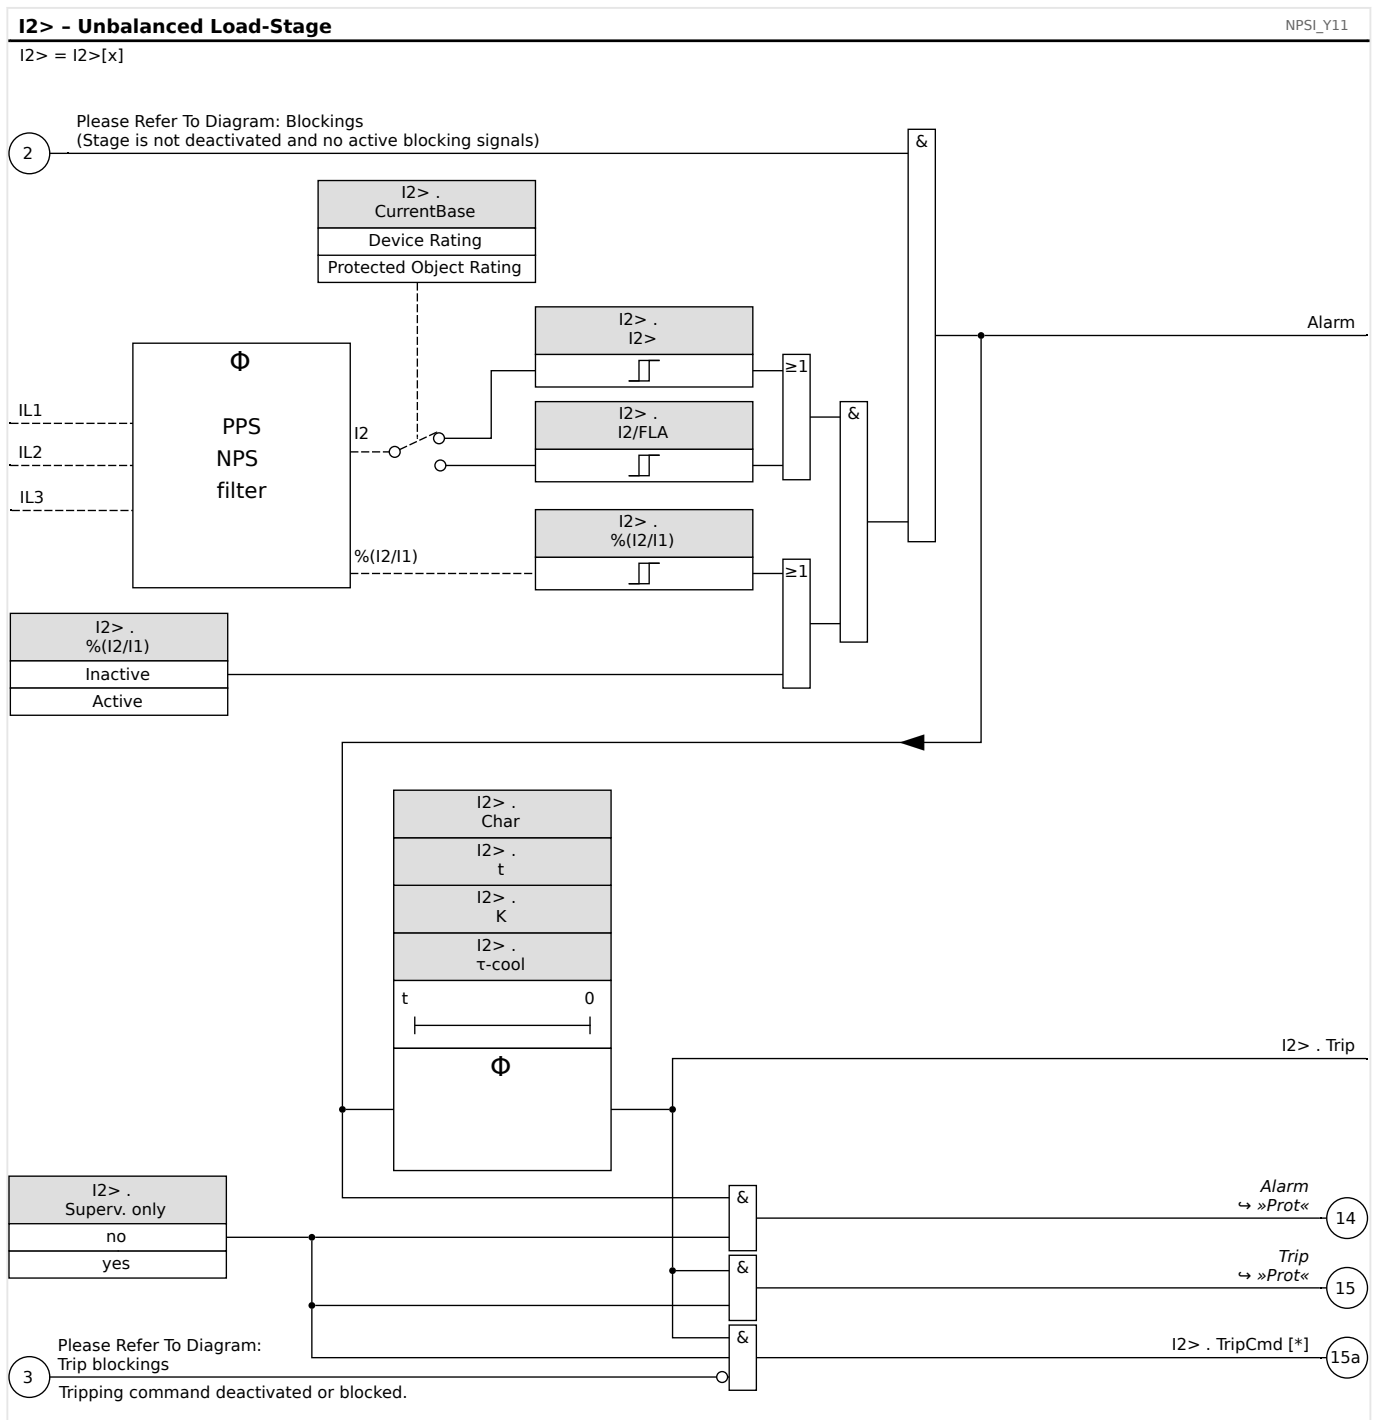 I2> – Unbalanced Load-Stage
NPSI_Y11
I2> = I2>[x]
Please Refer To Diagram: Blockings
(Stage is not deactivated and no active blocking signals)
2
&
I2> .
CurrentBase
Device Rating
Protected Object Rating
I2> .
I2>
Alarm
Φ
PPS
NPS
filter
IL1
IL2
IL3
I2
≥1
&
I2> .
I2/FLA
I2> .
%(I2/I1)
%(I2/I1)
≥1
I2> .
%(I2/I1)
Inactive
Active
I2> .
Char
I2> .
t
I2> .
K
I2> .
τ-cool
t 0
Φ
I2> . Trip
I2> .
Superv. only
no
yes
&
Alarm
↪ »Prot«
14
&
Trip
↪ »Prot«
15
&
I2> . TripCmd [*]
15a
Please Refer To Diagram:
Trip blockings
3
Tripping command deactivated or blocked.